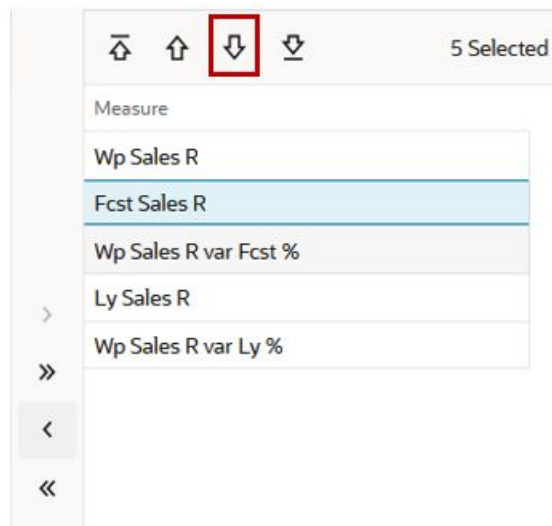 5 Selected
Measure
Wp Sales R
Fcst Sales R
Wp Sales R var Fcst %
Ly Sales R
Wp Sales R var Ly %